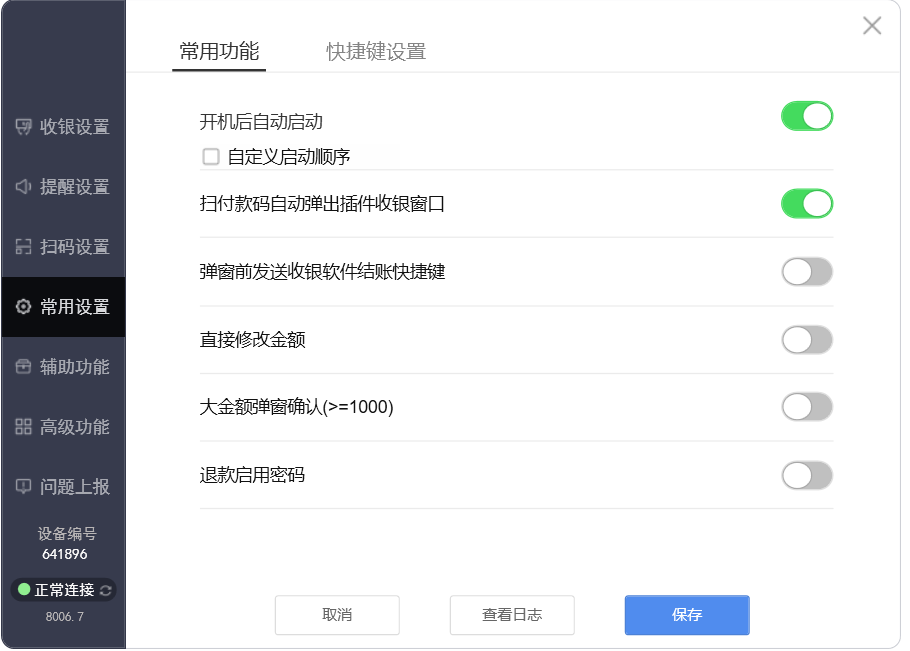 常用功能
快捷键设置
收银设置
提醒设置
扫码设置
常用设置
辅助功能
高级功能
问题上报
设备编号
641896
正常连接
8006.7
开机后自动启动
自定义启动顺序
扫付款码自动弹出插件收银窗口
弹窗前发送收银软件结账快捷键
直接修改金额
大金额弹窗确认(>=1000)
退款启用密码
取消
查看日志
保存